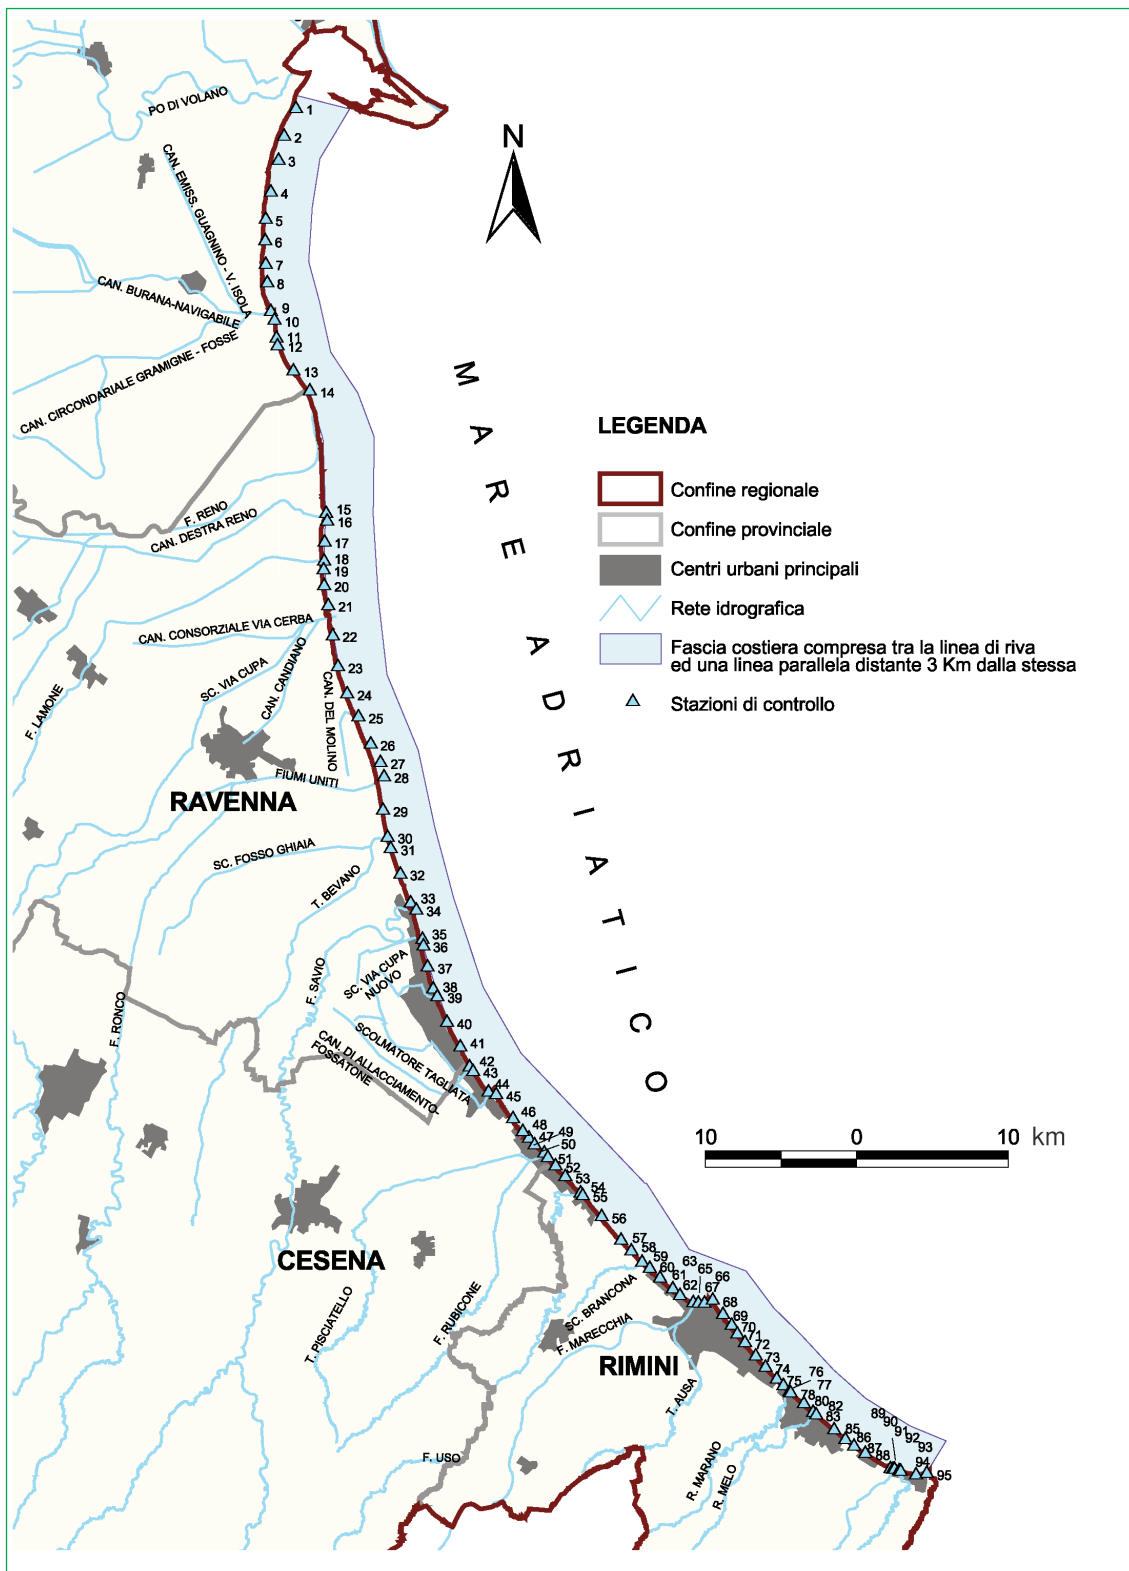 PO DI VOLANO
1
2
3
4
5
6
7
8
9
10
11
12
13
14
CAN. EMISS. GUAGNINO - V. ISOLA
CAN. BURANA-NAVIGABILE
CAN. CIRCONDARIALE GRAMIGNE - FOSSE
N
MARE ADRIATICO
LEGENDA
Confine regionale
Confine provinciale
Centri urbani principali
Rete idrografica
Fascia costiera compresa tra la linea di riva
ed una linea parallela distante 3 Km dalla stessa
Stazioni di controllo
F. RENO
CAN. DESTRA RENO
15
16
17
18
19
20
21
22
23
24
25
26
27
28
29
30
31
32
33
34
35
36
37
38
39
40
41
42
43
44
45
46
48
47
49
50
51
52
53
54
55
56
57
58
59
60
61
62
63
65
66
67
68
69
70
71
72
73
74
75
76
77
78
80
82
83
85
86
87
88
89
90
91
92
93
94
95
CAN. CONSORZIALE VIA CERBA
SC. VIA CUPA
CAN. CANDIANO
CAN. DEL MOLINO
F. LAMONE
FIUMI UNITI
RAVENNA
SC. FOSSO GHIAIA
T. BEVANO
F. SAVIO
SC. VIA CUPA
NUOVO
F. RONCO
SCOLMATORE TAGLIATA
CAN. DI ALLACCIAMENTO-
FOSSATONE
10 0 10 km
CESENA
T. PISCIATELLO
F. RUBICONE
SC. BRANCONA
F. MARECCHIA
RIMINI
T. AUSA
F. USO
R. MARANO
R. MELO